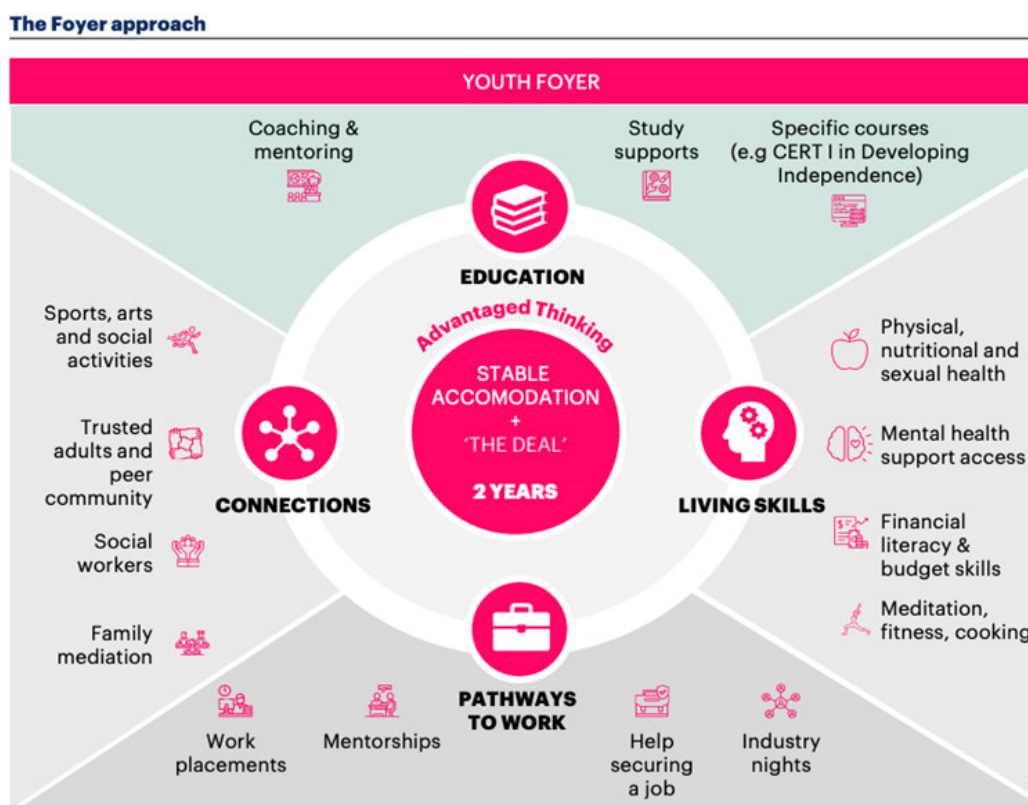 The Foyer approach
YOUTH FOYER
Coaching &
mentoring
Study
supports
Specific courses
(e.g CERT I in Developing
Independence)
EDUCATION
Advantaged Thinking
STABLE
ACCOMODATION
+
'THE DEAL'
2 YEARS
Sports, arts
and social
activities
Trusted
adults and
peer
community
Social
workers
Family
mediation
CONNECTIONS
LIVING SKILLS
Physical,
nutritional and
sexual health
Mental health
support access
Financial
literacy &
budget skills
Meditation,
fitness, cooking
PATHWAYS
TO WORK
Work
placements
Mentorships
Help
securing
a job
Industry
nights